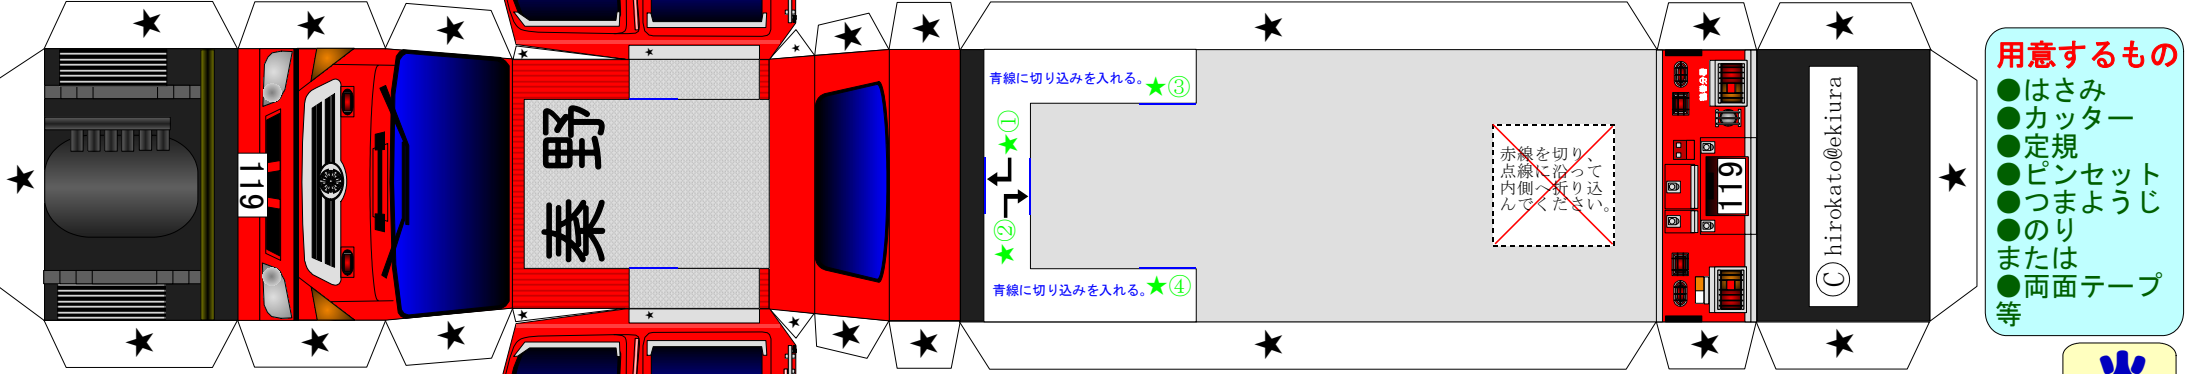 119
秦野
青線に切り込みを入れる。
★③
★①
★②
青線に切り込みを入れる。
★④
赤線を切り、
点線に沿って
内側へ折り込
んでください。
119
Ⓒhirokato@ekiura
用意するもの
●はさみ
●カッター
●定規
●ピンセット
●つまようじ
●のり
または
●両面テープ
等